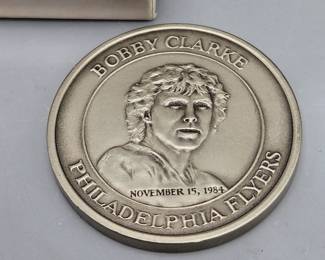 BOBBY CLARKE
NOVEMBER 15, 1984
PHILADELPHIA FLYERS